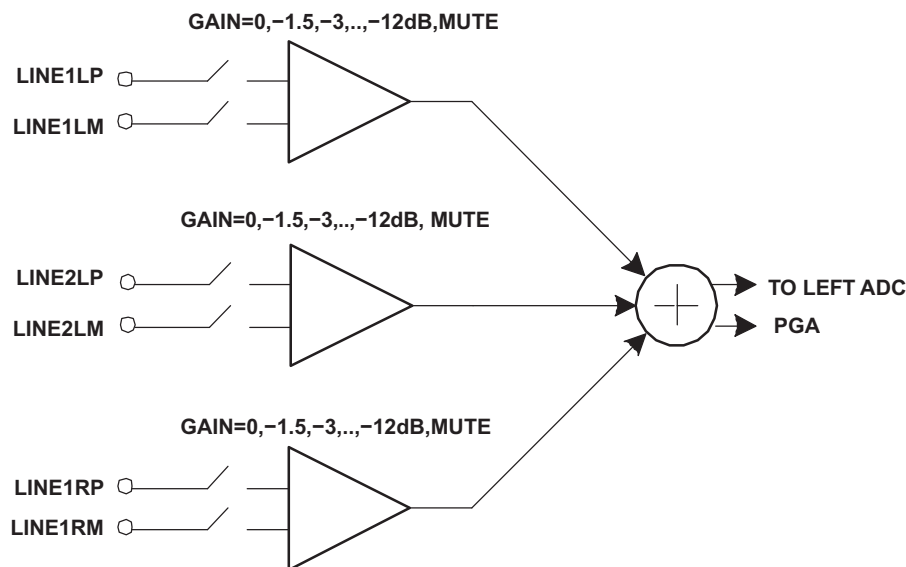 GAIN=0,−1.5,−3,..,−12dB,MUTE
LINE1LP
LINE1LM
GAIN=0,−1.5,−3,..,−12dB, MUTE
LINE2LP
LINE2LM
TO LEFT ADC
PGA
GAIN=0,−1.5,−3,..,−12dB,MUTE
LINE1RP
LINE1RM